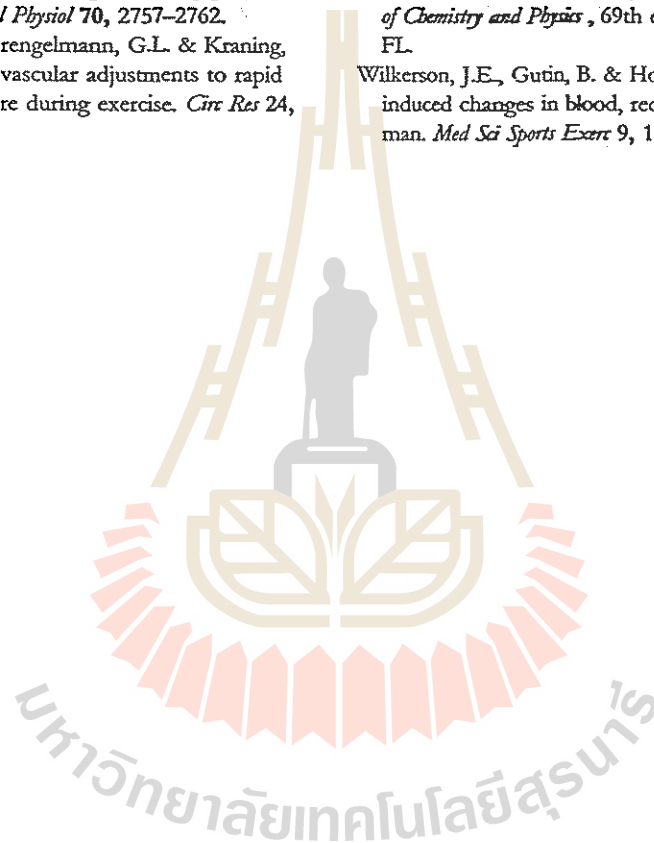 l Physiol 70, 2757–2762.
rengelmann, G.L. & Kraning,
vascular adjustments to rapid
re during exercise. Circ Res 24,
of Chemistry and Physics, 69th
FL.
Wilkerson, J.E., Gutin, B. & Ho
induced changes in blood, red
man. Med Sci Sports Exerc 9, 1
มหาวิทยาลัยเทคโนโลยีสุรนารี